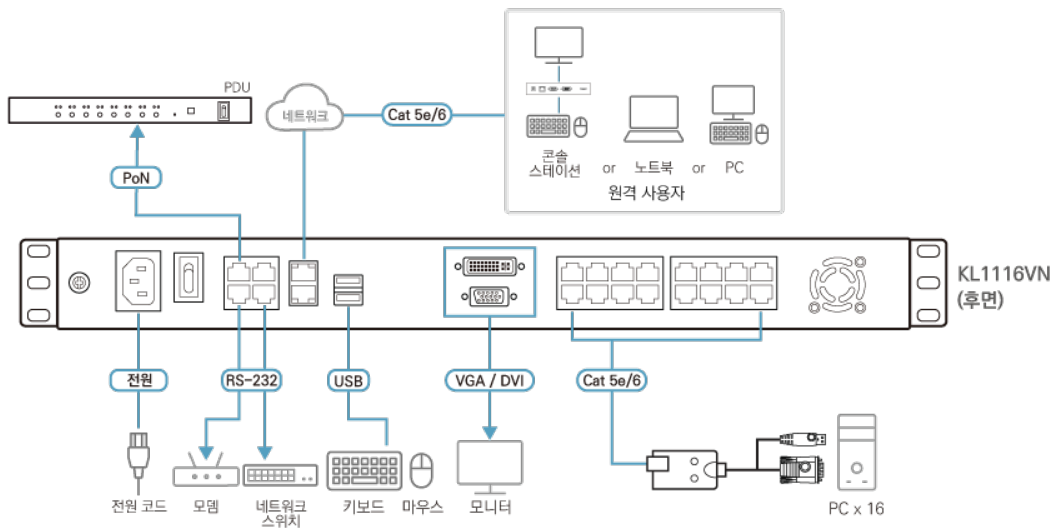 PDU
네트워크
Cat 5e/6
콘솔
스테이션
or
노트북
or
PC
원격 사용자
PoN
KL1116VN
(후면)
전원
RS-232
USB
VGA / DVI
Cat 5e/6
전원 코드
모뎀
네트워크
스위치
키보드
마우스
모니터
PC x 16